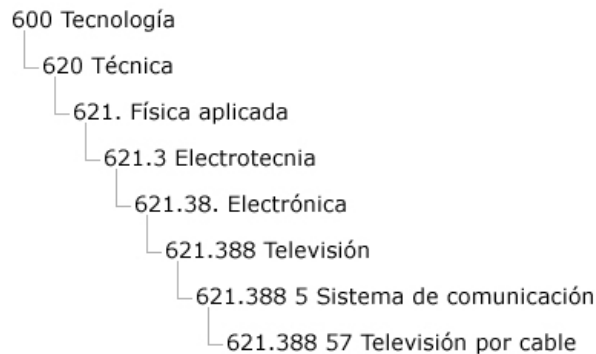 600 Tecnología
620 Técnica
621. Física aplicada
621.3 Electrotecnia
621.38. Electrónica
621.388 Televisión
621.388 5 Sistema de comunicación
621.388 57 Televisión por cable